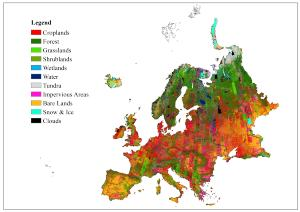 Legend
Croplands
Forest
Grasslands
Shrublands
Wetlands
Water
Tundra
Impervious Areas
Bare Lands
Snow & Ice
Clouds